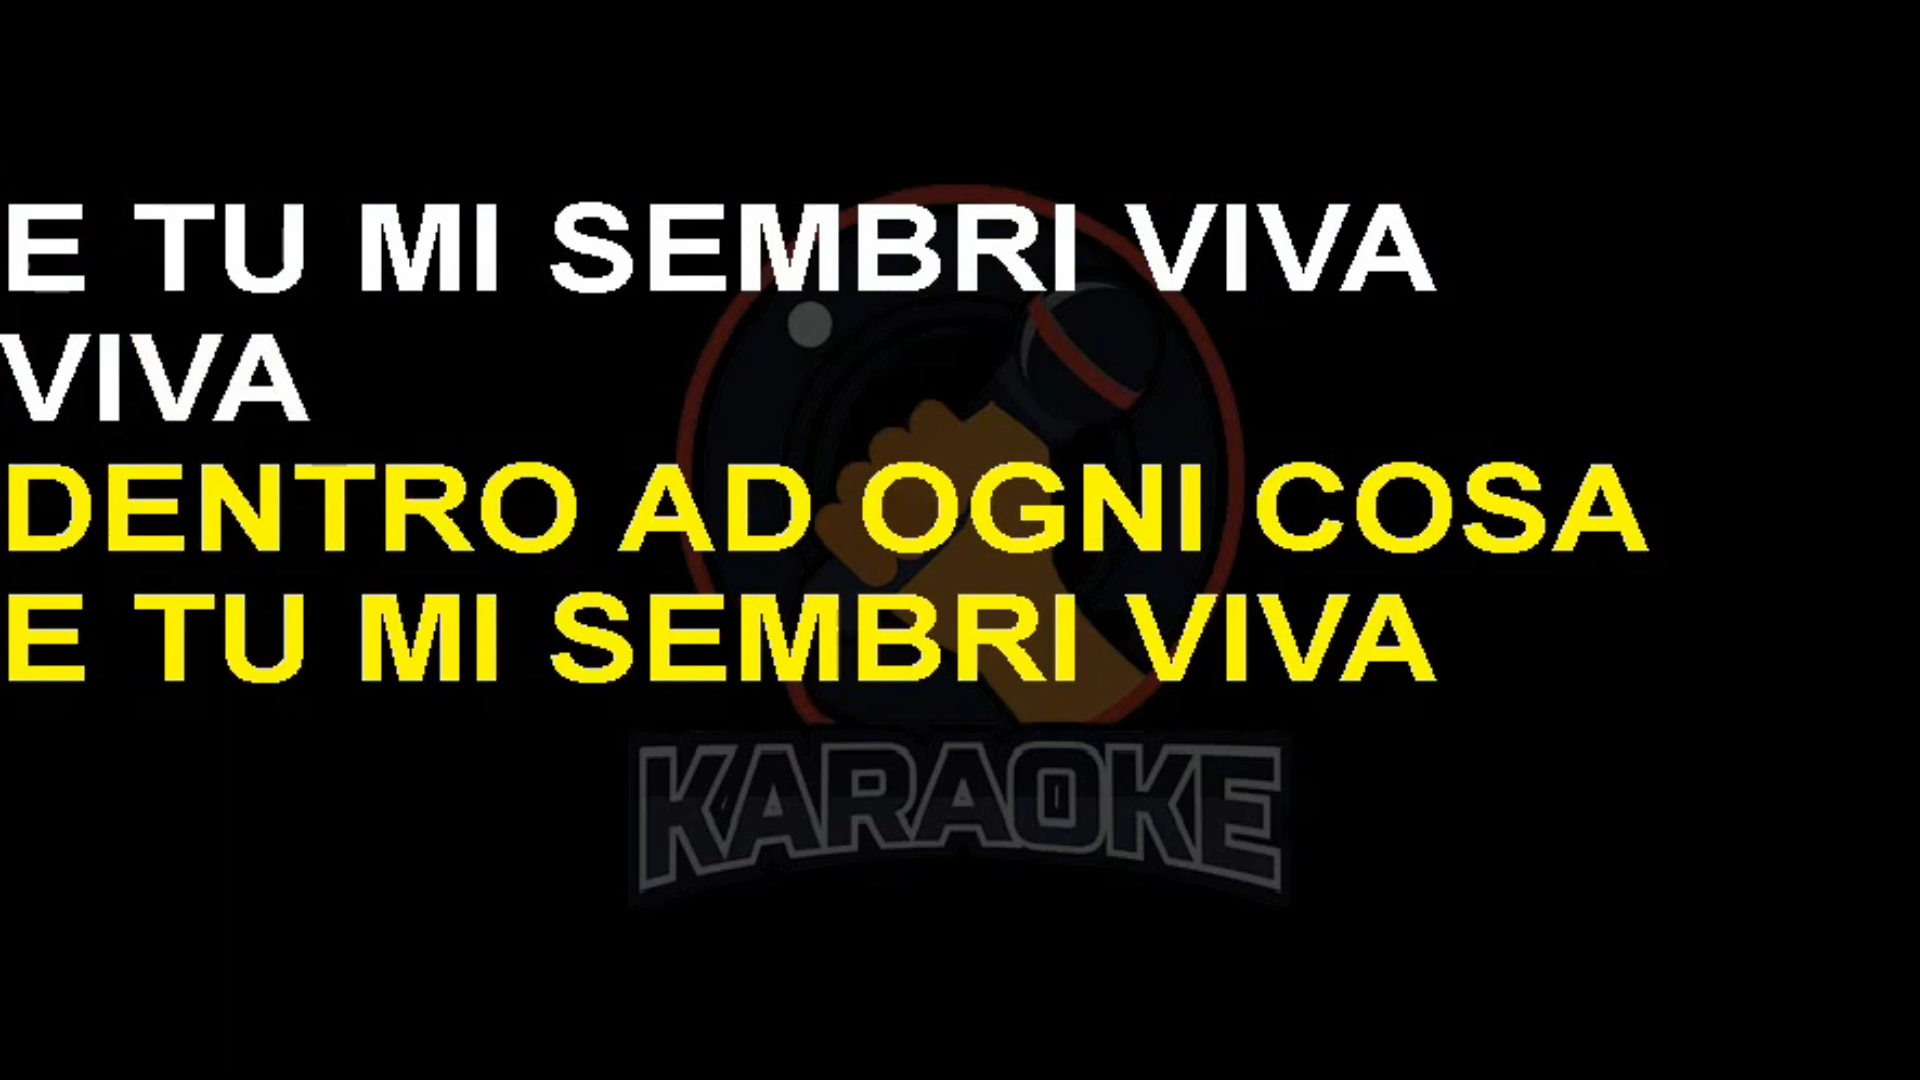 E TU MI SEMBRI VIVA
VIVA
DENTRO AD OGNI COSA
E TU MI SEMBRI VIVA
KARAOKE